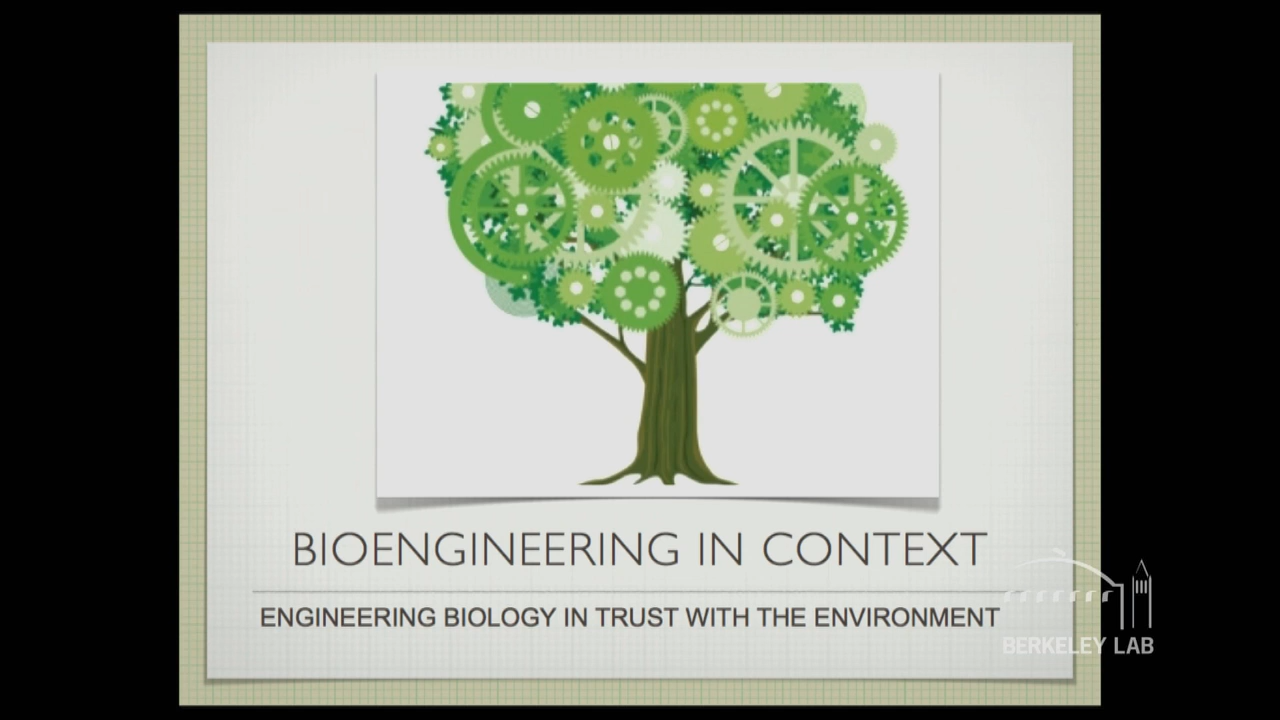 BIOENGINEERING IN CONTEXT
ENGINEERING BIOLOGY IN TRUST WITH THE ENVIRONMENT
BERKELEY LAB